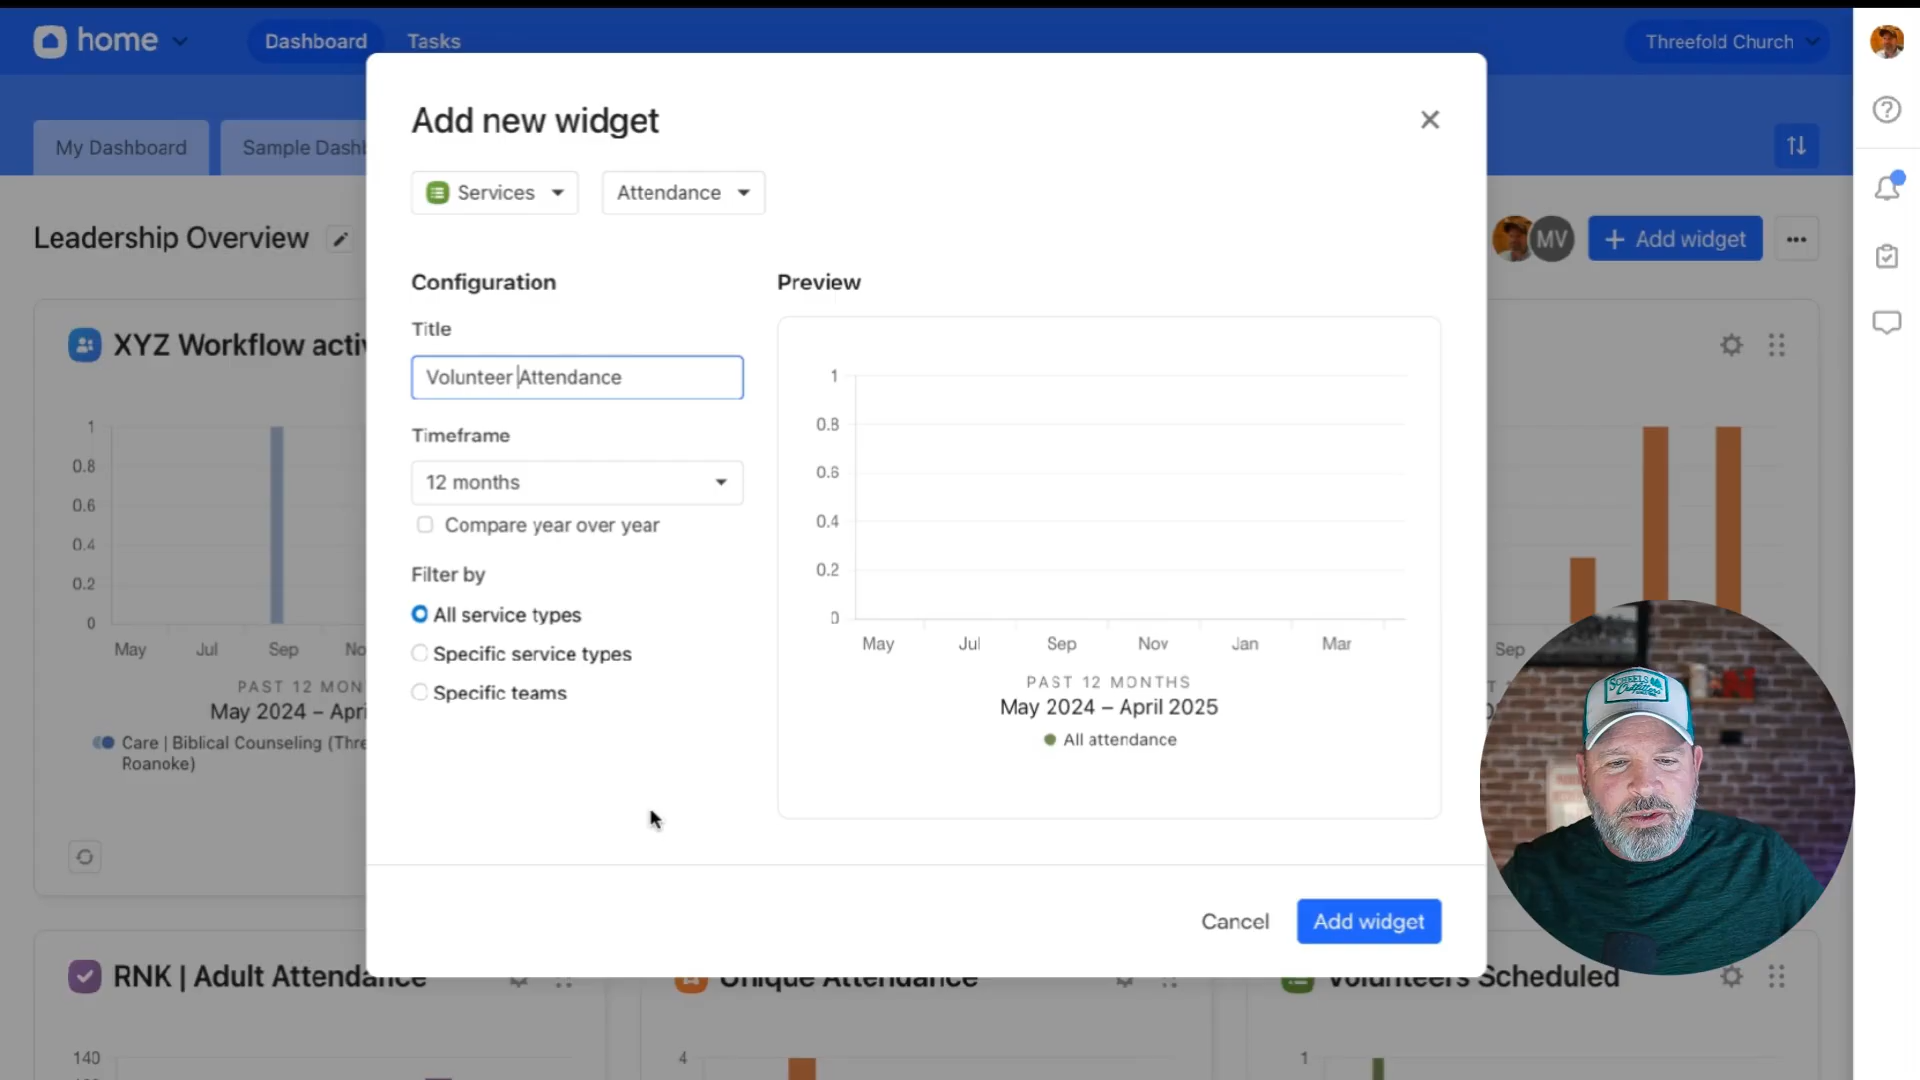 home
Dashboard
Tasks
Threefold Church
My Dashboard
Sample Dashb
Leadership Overview
MV
+ Add widget
XYZ Workflow activ
1
0.8
0.6
0.4
0.2
0
May
Jul
Sep
No
PAST 12 MON
May 2024 – Apri
Care | Biblical Counseling (Thre
Roanoke)
Add new widget
Services
Attendance
Configuration
Title
Volunteer Attendance
Timeframe
12 months
Compare year over year
Filter by
All service types
Specific service types
Specific teams
Preview
1
0.8
0.6
0.4
0.2
0
May
Jul
Sep
Nov
Jan
Mar
PAST 12 MONTHS
May 2024 – April 2025
All attendance
Cancel
Add widget
Sep
SCHEELS
Outfitters
N
RNK | Adult Attendance
140
Unique Attendance
4
Volunteers Scheduled
1